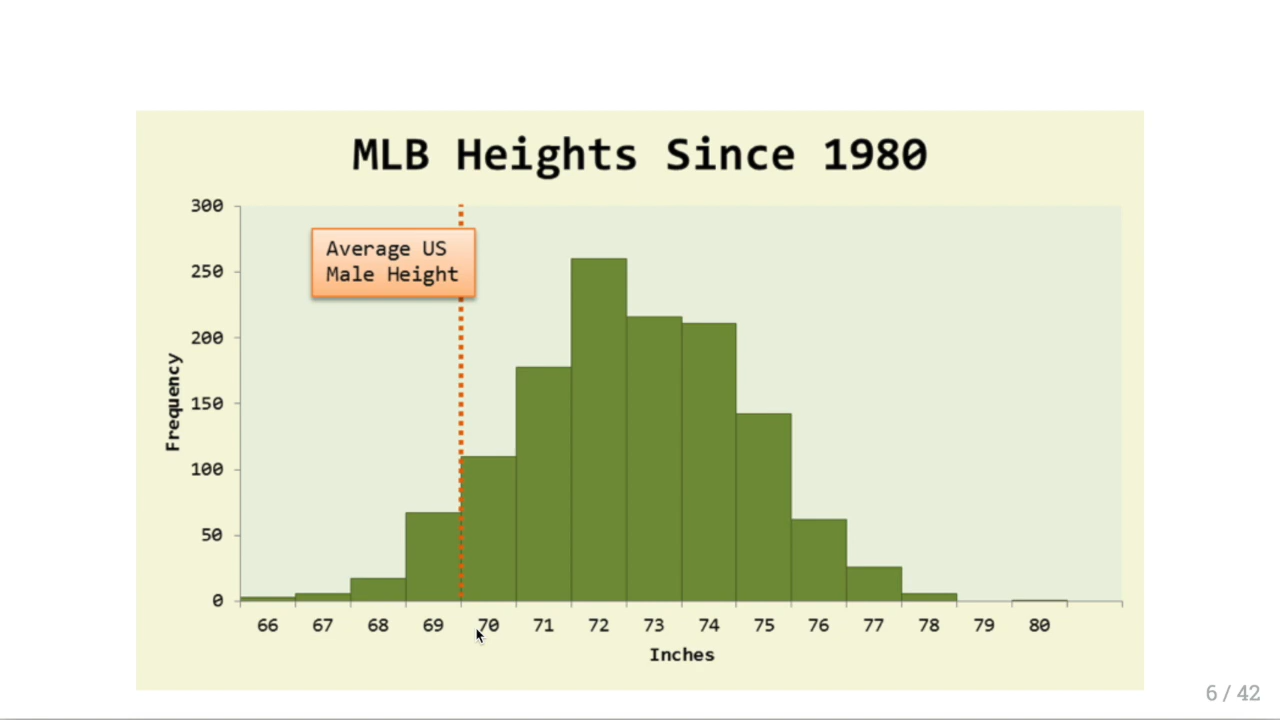 MLB Heights Since 1980
300
Average US
Male Height
250
200
150
100
50
0
Frequency
66 67 68 69 70 71 72 73 74 75 76 77 78 79 80
Inches
6 / 42